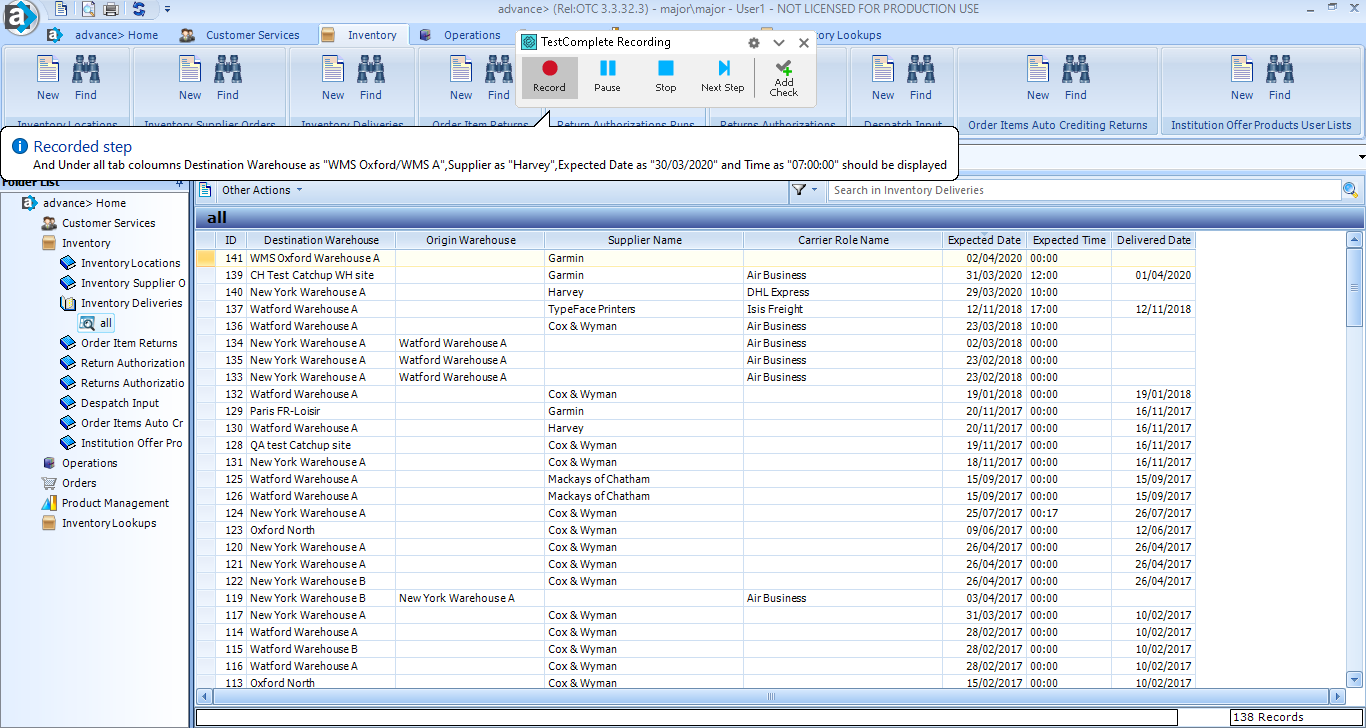 advance> (Rel:OTC 3.3.32.3) - major\major - User1 - NOT LICENSED FOR PRODUCTION USE
advance> Home Customer Services Inventory Operations Lookups
TestComplete Recording
Record Pause Stop Next Step Add Check
New Find New Find New Find New Find New Find New Find New Find
Inventory Locations Inventory Supplier Orders Inventory Deliveries Order Item Returns Return Authorizations Runs Returns Authorizations Despatch Input Order Items Auto Crediting Returns Institution Offer Products User Lists
Recorded step
And Under all tab coloumns Destination Warehouse as "WMS Oxford/WMS A",Supplier as "Harvey",Expected Date as "30/03/2020" and Time as "07:00:00" should be displayed
Folder List
advance> Home
Customer Services
Inventory
Inventory Locations
Inventory Supplier O
Inventory Deliveries
all
Order Item Returns
Return Authorization
Returns Authorizatio
Despatch Input
Order Items Auto Cr
Institution Offer Pro
Operations
Orders
Product Management
Inventory Lookups
Other Actions Search in Inventory Deliveries
all
ID Destination Warehouse Origin Warehouse Supplier Name Carrier Role Name Expected Date Expected Time Delivered Date
141 WMS Oxford Warehouse A Garmin 02/04/2020 00:00
139 CH Test Catchup WH site Garmin Air Business 31/03/2020 12:00 01/04/2020
140 New York Warehouse A Harvey DHL Express 29/03/2020 10:00
137 Watford Warehouse A TypeFace Printers Isis Freight 12/11/2018 17:00 12/11/2018
136 Watford Warehouse A Cox & Wyman Air Business 23/03/2018 10:00
134 New York Warehouse A Watford Warehouse A Air Business 02/03/2018 00:00
135 New York Warehouse A Watford Warehouse A Air Business 23/02/2018 00:00
133 New York Warehouse A Watford Warehouse A Air Business 23/02/2018 00:00
132 Watford Warehouse A Cox & Wyman 19/01/2018 00:00 19/01/2018
129 Paris FR-Loisir Garmin 20/11/2017 00:00 16/11/2017
130 Watford Warehouse A Harvey 20/11/2017 00:00 16/11/2017
128 QA test Catchup site Cox & Wyman 19/11/2017 00:00 16/11/2017
131 New York Warehouse A Cox & Wyman 18/11/2017 00:00 16/11/2017
125 Watford Warehouse A Mackays of Chatham 15/09/2017 00:00 15/09/2017
126 Watford Warehouse A Mackays of Chatham 15/09/2017 00:00 15/09/2017
124 New York Warehouse A Cox & Wyman 25/07/2017 00:17 26/07/2017
123 Oxford North Cox & Wyman 09/06/2017 00:00 12/06/2017
120 New York Warehouse A Cox & Wyman 26/04/2017 00:00 26/04/2017
121 New York Warehouse A Cox & Wyman 26/04/2017 00:00 26/04/2017
122 New York Warehouse B Cox & Wyman 26/04/2017 00:00 26/04/2017
119 New York Warehouse B New York Warehouse A Air Business 03/04/2017 00:00
117 New York Warehouse A Cox & Wyman 31/03/2017 00:00 10/02/2017
114 Watford Warehouse A Cox & Wyman 28/02/2017 00:00 10/02/2017
115 Watford Warehouse B Cox & Wyman 28/02/2017 00:00 10/02/2017
116 Watford Warehouse A Cox & Wyman 28/02/2017 00:00 10/02/2017
113 Oxford North Cox & Wyman 15/02/2017 00:00 10/02/2017
138 Records